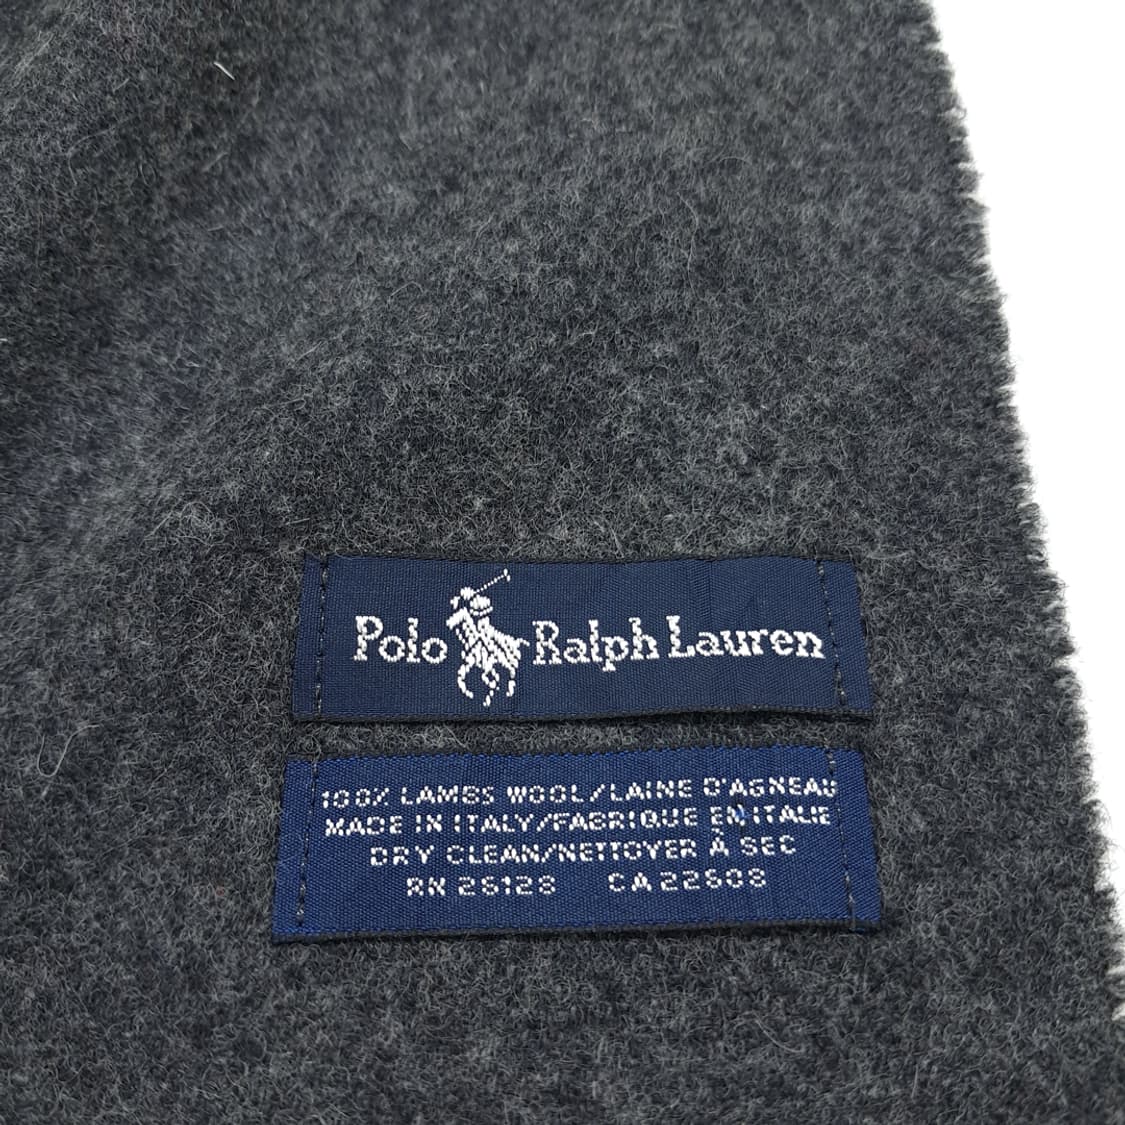 Polo Ralph Lauren
100% LAMBS WOOL/LAINE D'AGNEAU
MADE IN ITALY/FABRIQUE EN ITALIE
DRY CLEAN/NETTOYER À SEC
RN 26128 CA 22608